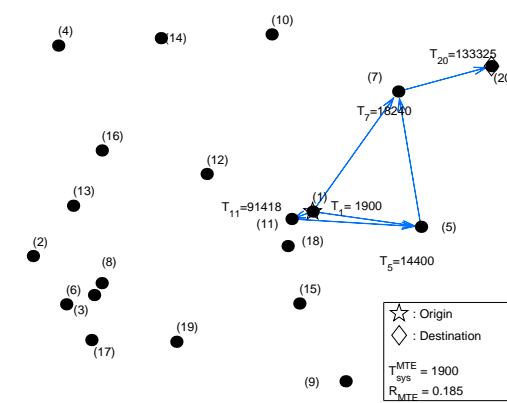 (10)
(4)
(14)
T20=133325
(7)
(20
T7=18240
(16)
(12)
(1)
(13)
T11=91418
T1= 1900
(11)
(5)
(18)
(2)
T5=14400
(8)
(6)
(15)
(3)
: Origin
: Destination
(19)
(17)
TsysMTE = 1900
(9)
RMTE = 0.185